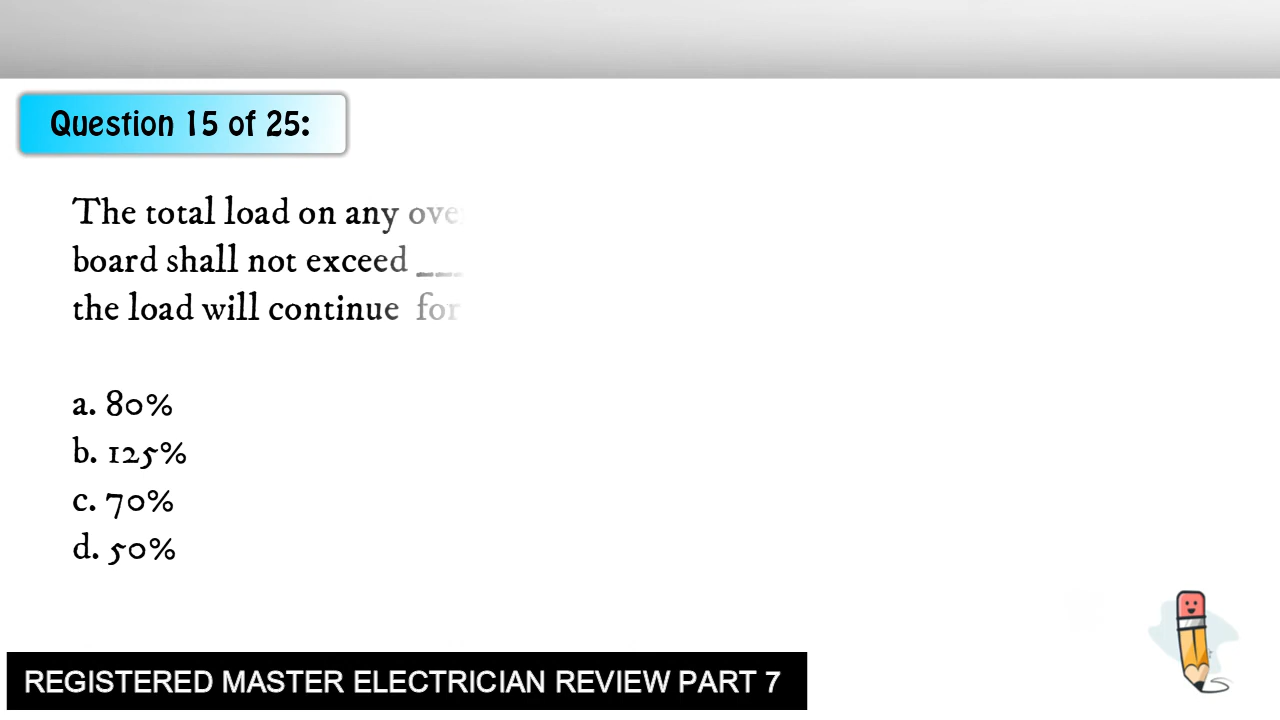 Question 15 of 25:
The total load on any
board shall not exceed __
the load will continue for
a. 80%
b. 125%
c. 70%
d. 50%
REGISTERED MASTER ELECTRICIAN REVIEW PART 7